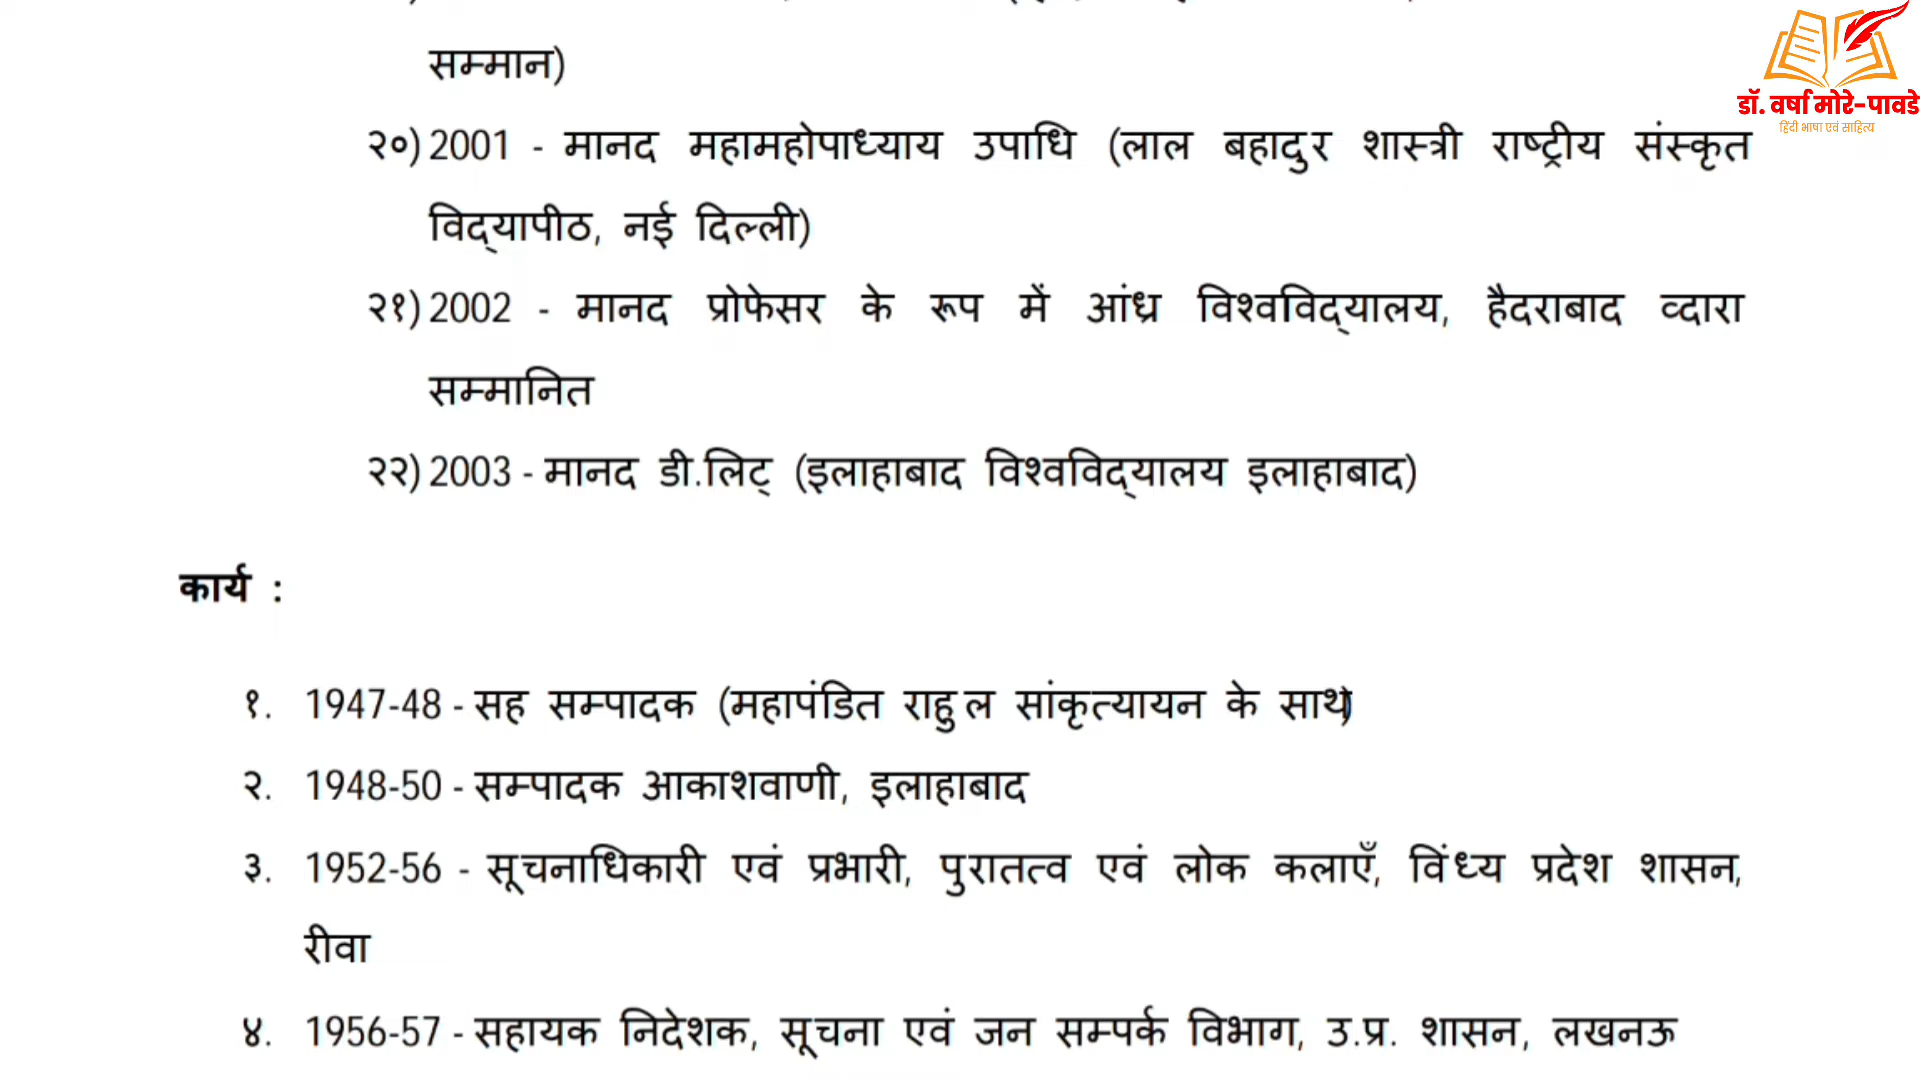 सम्मान)
२०) 2001 - मानद महामहोपाध्याय उपाधि (लाल बहादुर शास्त्री राष्ट्रीय संस्कृत
विद्‌यापीठ, नई दिल्ली)
२१) 2002 - मानद प्रोफेसर के रूप में आंध्र विश्वविद्‌यालय, हैदराबाद व्दारा
सम्मानित
२२) 2003 - मानद डी.लिट् (इलाहाबाद विश्वविद्‌यालय इलाहाबाद)
कार्य :
१. 1947-48 - सह सम्पादक (महापंडित राहुल सांकृत्यायन के साथ)
२. 1948-50 - सम्पादक आकाशवाणी, इलाहाबाद
३. 1952-56 - सूचनाधिकारी एवं प्रभारी, पुरातत्व एवं लोक कलाएँ, विंध्य प्रदेश शासन,
रीवा
४. 1956-57 - सहायक निदेशक, सूचना एवं जन सम्पर्क विभाग, उ.प्र. शासन, लखनऊ
डॉ. वर्षा मोरे-पावडे
हिंदी भाषा एवं साहित्य